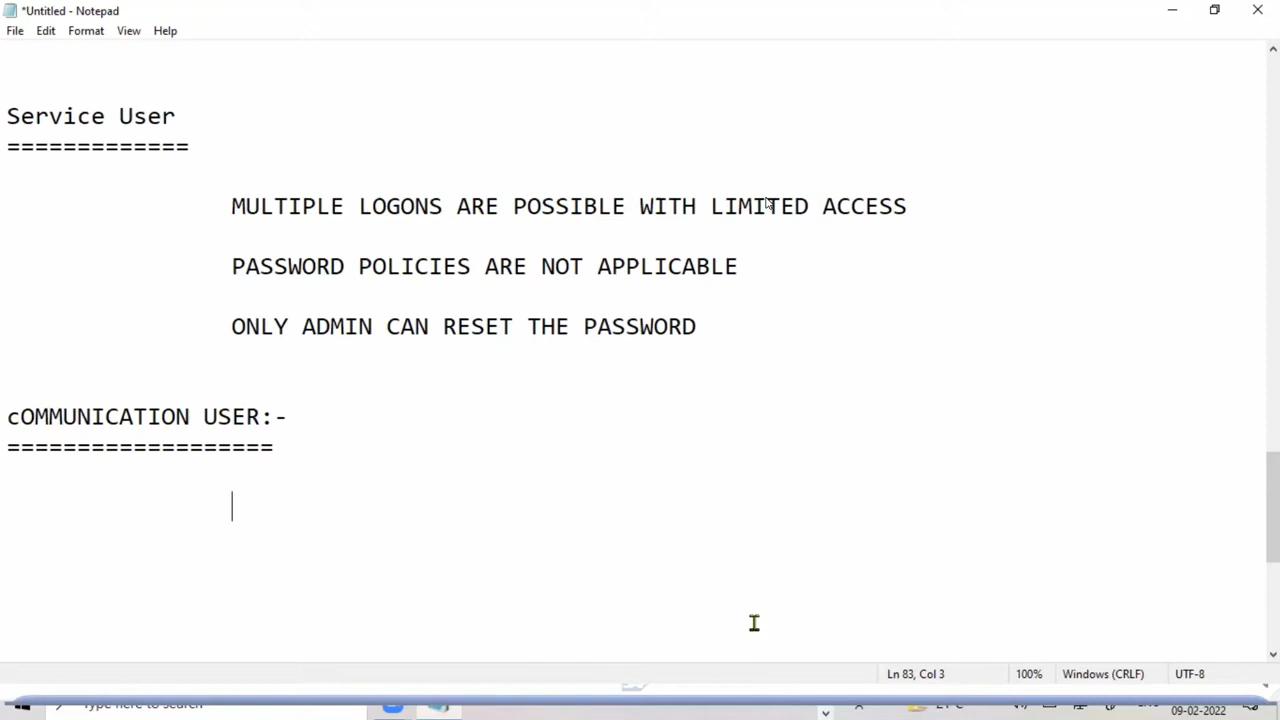 *Untitled - Notepad
File Edit Format View Help
Service User
=============
MULTIPLE LOGONS ARE POSSIBLE WITH LIMITED ACCESS
PASSWORD POLICIES ARE NOT APPLICABLE
ONLY ADMIN CAN RESET THE PASSWORD
cOMMUNICATION USER:-
===================
Ln 83, Col 3 100% Windows (CRLF) UTF-8
Type here to search
09-02-2022